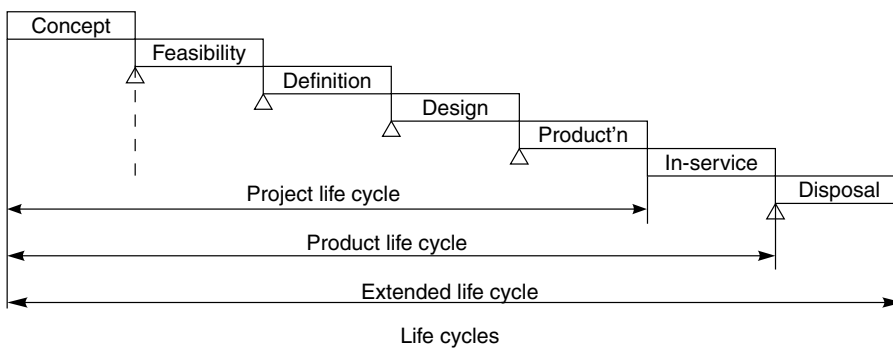 Concept
Feasibility
Definition
Design
Product'n
In-service
Disposal
Project life cycle
Product life cycle
Extended life cycle
Life cycles